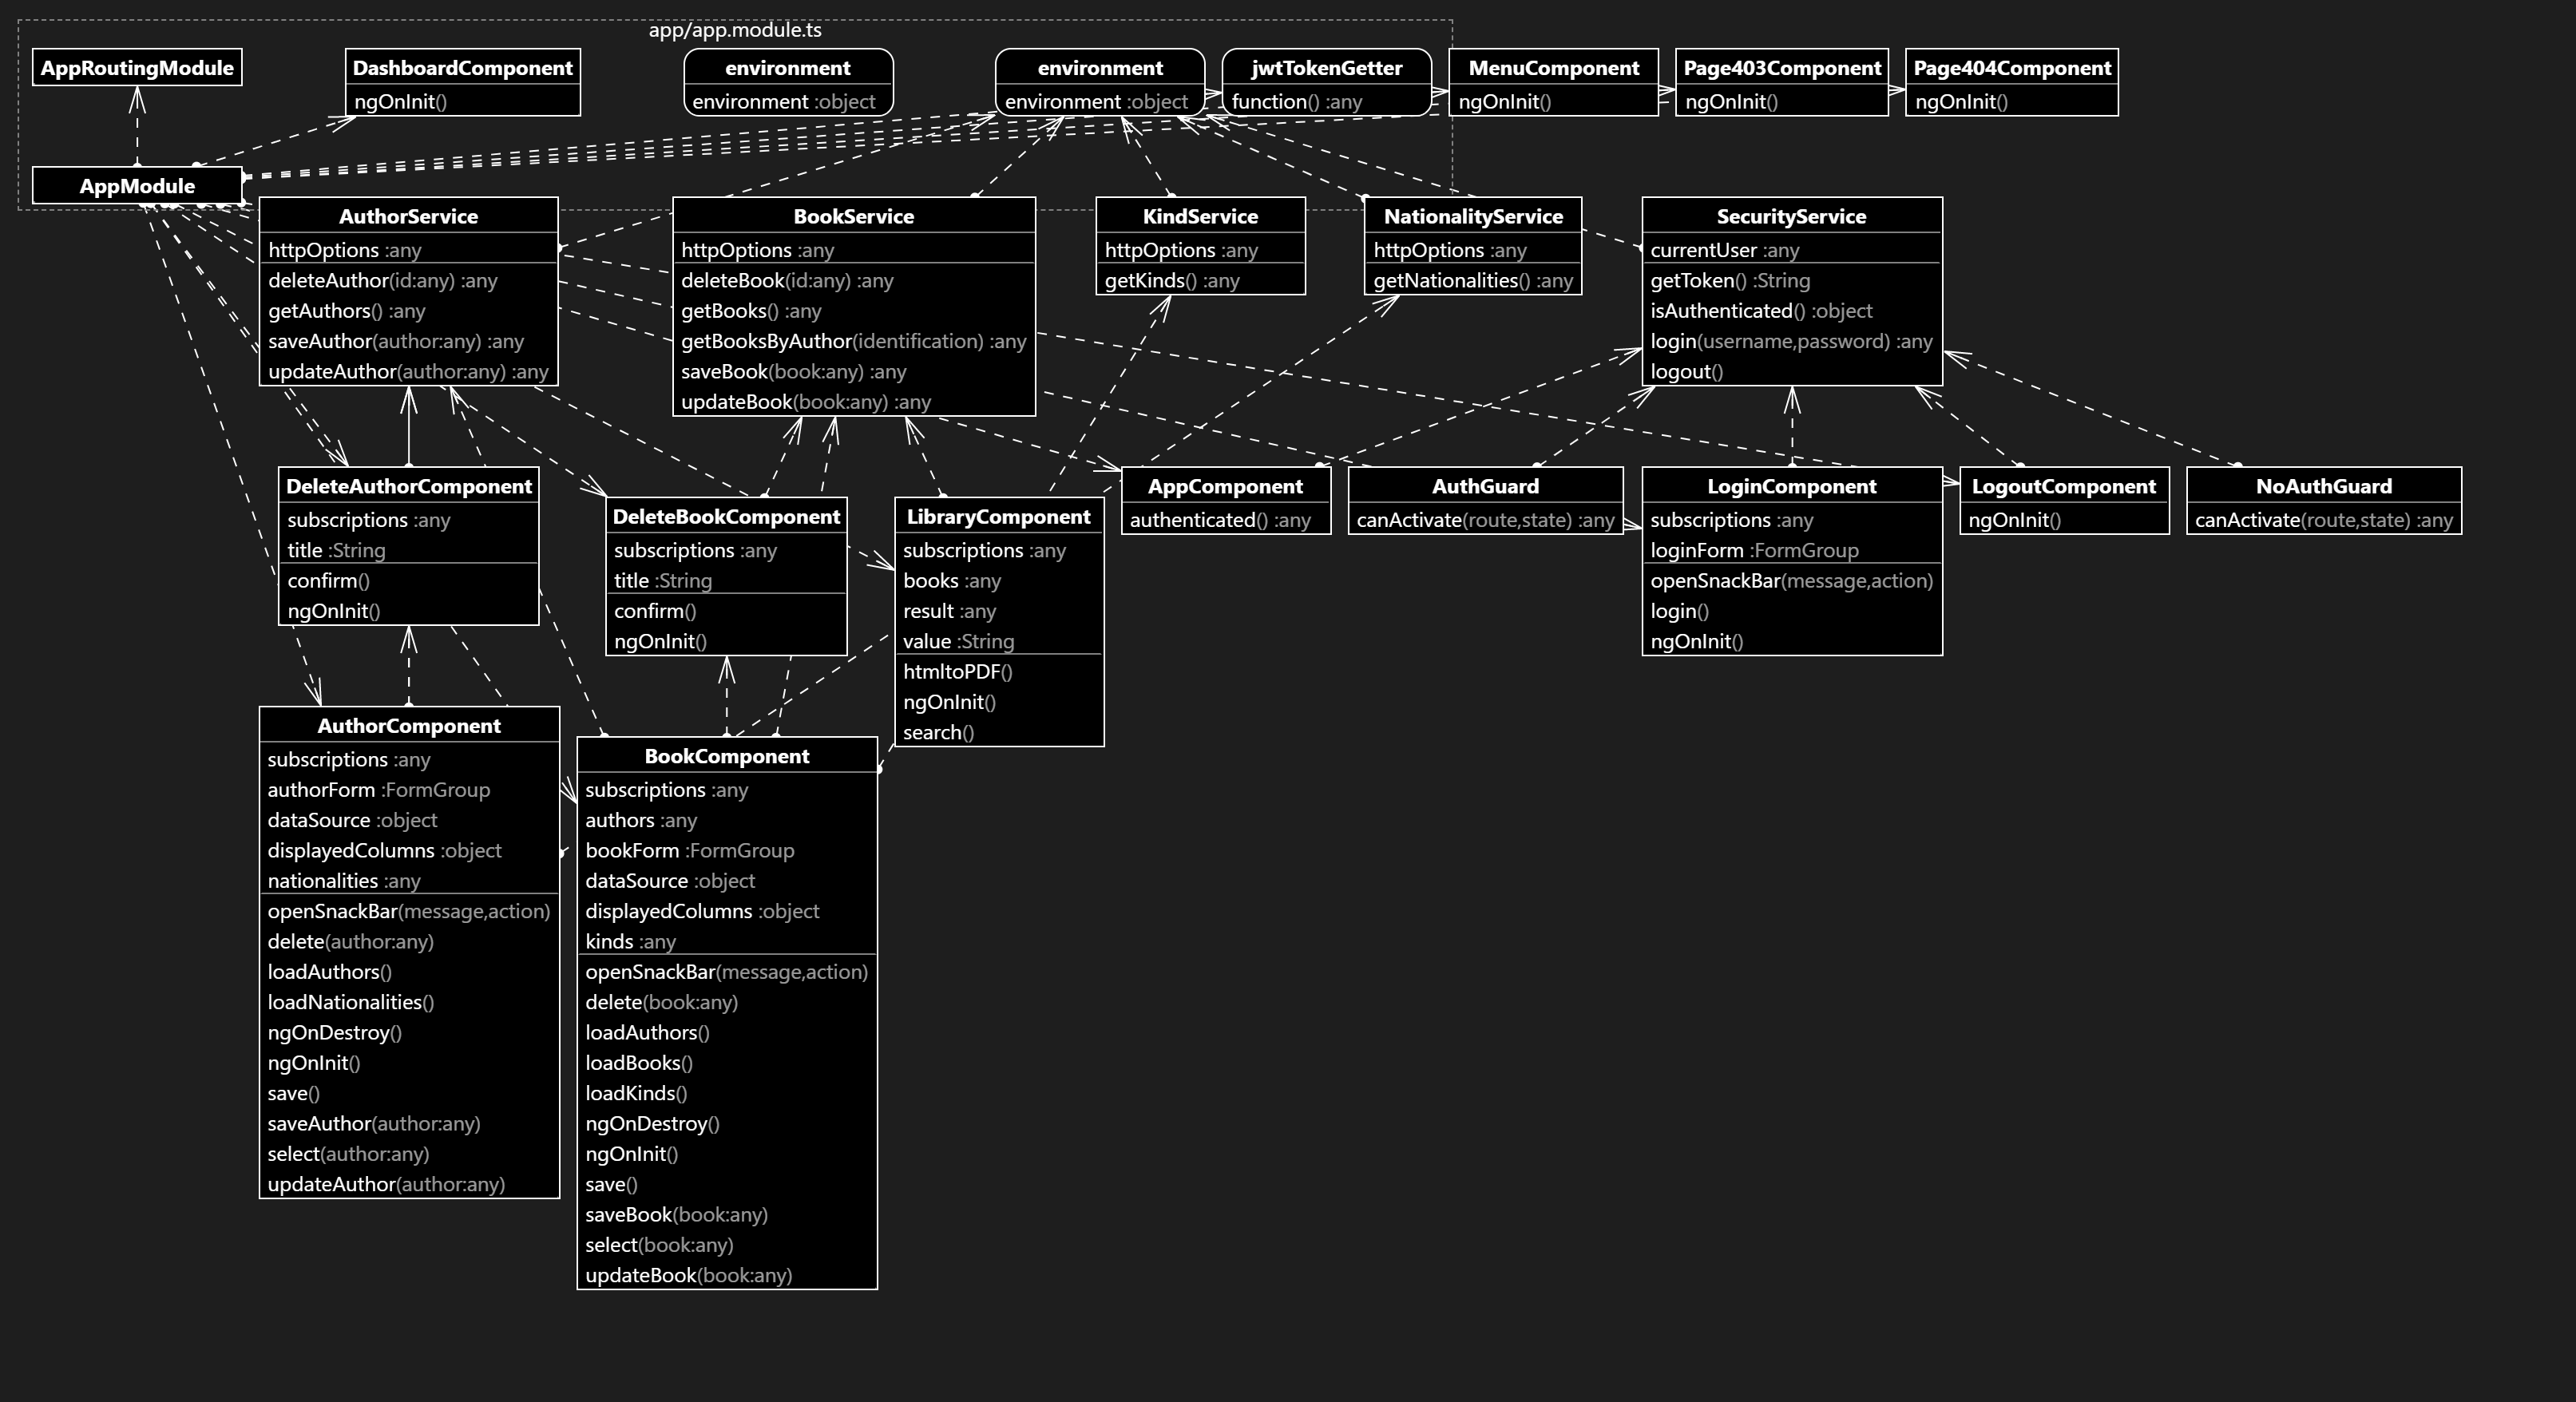 app/app.module.ts
AppRoutingModule
DashboardComponent
ngOnInit()
environment
environment :object
environment
environment :object
jwtTokenGetter
function() :any
MenuComponent
ngOnInit()
Page403Component
ngOnInit()
Page404Component
ngOnInit()
AppModule
AuthorService
httpOptions :any
deleteAuthor(id:any) :any
getAuthors() :any
saveAuthor(author:any) :any
updateAuthor(author:any) :any
BookService
httpOptions :any
deleteBook(id:any) :any
getBooks() :any
getBooksByAuthor(identification) :any
saveBook(book:any) :any
updateBook(book:any) :any
KindService
httpOptions :any
getKinds() :any
NationalityService
httpOptions :any
getNationalities() :any
SecurityService
currentUser :any
getToken() :String
isAuthenticated() :object
login(username,password) :any
logout()
DeleteAuthorComponent
subscriptions :any
title :String
confirm()
ngOnInit()
DeleteBookComponent
subscriptions :any
title :String
confirm()
ngOnInit()
LibraryComponent
subscriptions :any
books :any
result :any
value :String
htmltoPDF()
ngOnInit()
search()
AppComponent
authenticated() :any
AuthGuard
canActivate(route,state) :any
LoginComponent
subscriptions :any
loginForm :FormGroup
openSnackBar(message,action)
login()
ngOnInit()
LogoutComponent
ngOnInit()
NoAuthGuard
canActivate(route,state) :any
AuthorComponent
subscriptions :any
authorForm :FormGroup
dataSource :object
displayedColumns :object
nationalities :any
openSnackBar(message,action)
delete(author:any)
loadAuthors()
loadNationalities()
ngOnDestroy()
ngOnInit()
save()
saveAuthor(author:any)
select(author:any)
updateAuthor(author:any)
BookComponent
subscriptions :any
authors :any
bookForm :FormGroup
dataSource :object
displayedColumns :object
kinds :any
openSnackBar(message,action)
delete(book:any)
loadAuthors()
loadBooks()
loadKinds()
ngOnDestroy()
ngOnInit()
save()
saveBook(book:any)
select(book:any)
updateBook(book:any)